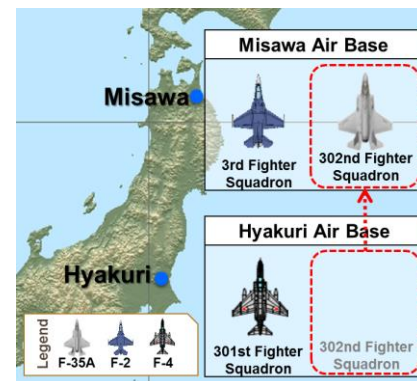 Misawa Air Base
Misawa
3rd Fighter
Squadron
302nd Fighter
Squadron
Hyakuri Air Base
Hyakuri
301st Fighter
Squadron
302nd Fighter
Squadron
Legend
F-35A
F-2
F-4